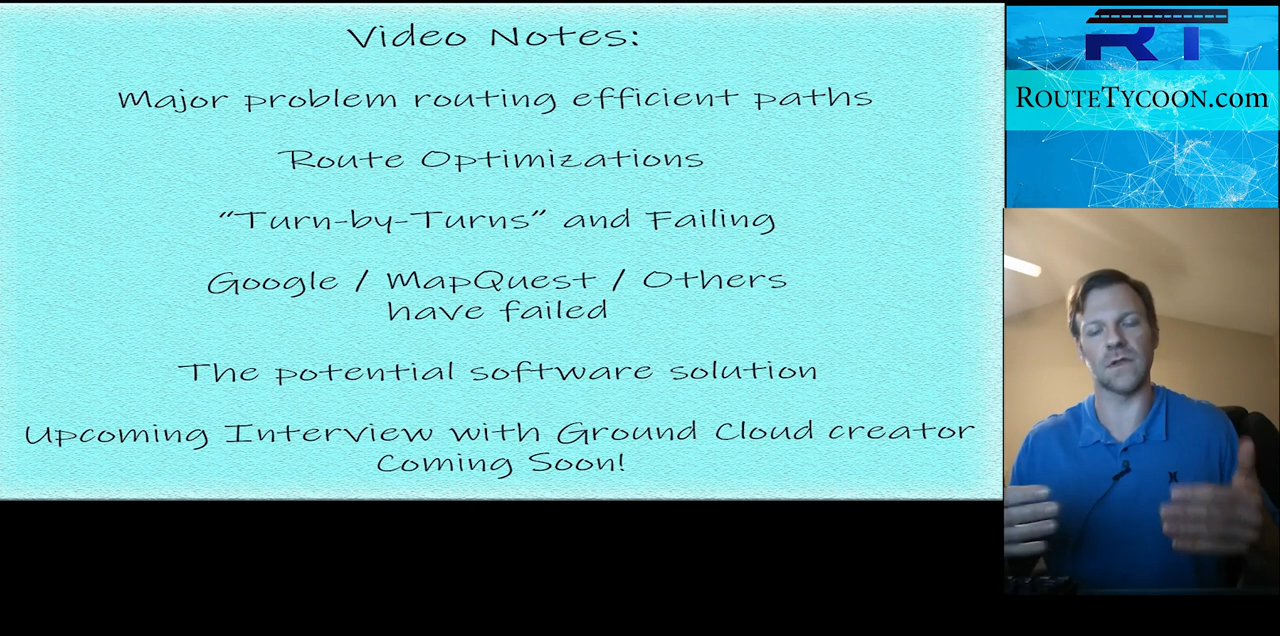 Video Notes:
Major problem routing efficient paths
Route Optimizations
"Turn-by-Turns" and Failing
Google / MapQuest / Others
have failed
The potential software solution
Upcoming Interview with Ground Cloud creator
Coming Soon!
RT
ROUTETYCOON.com